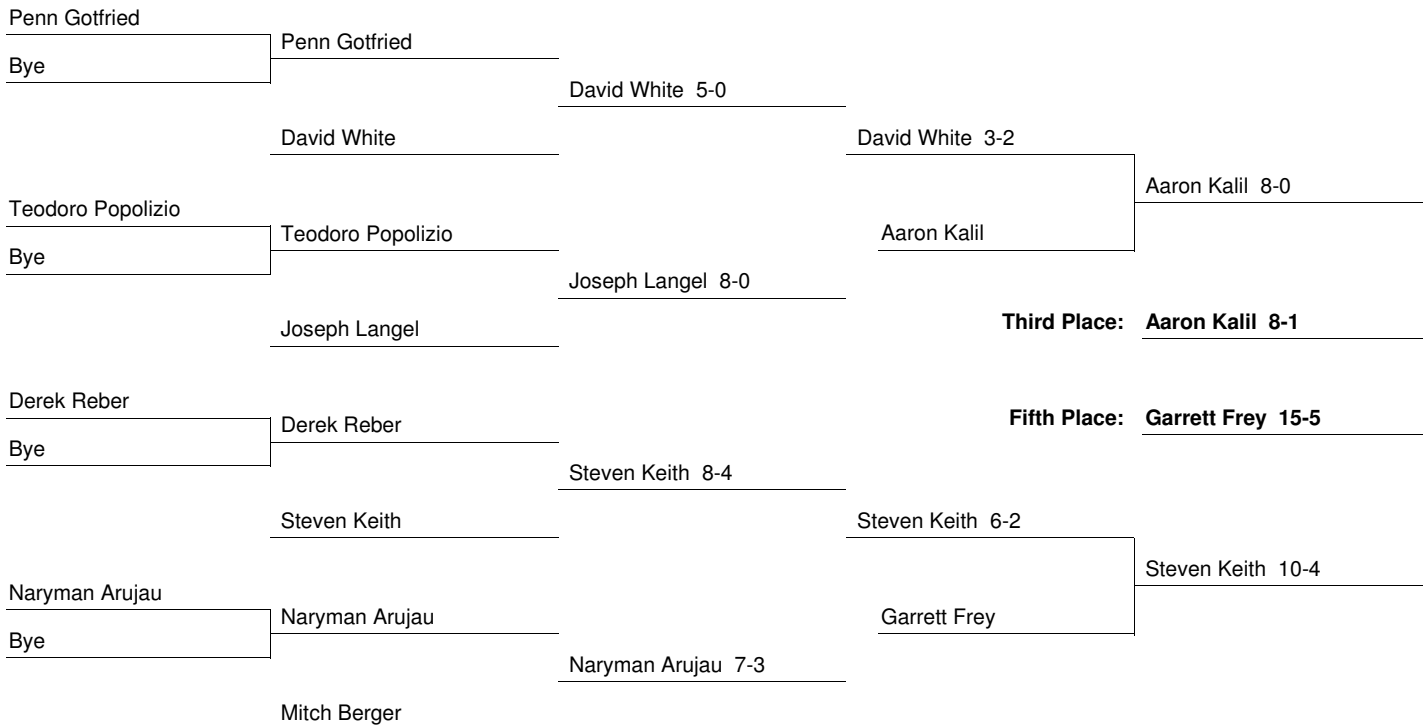 Penn Gotfried
Penn Gotfried
Bye
David White 5-0
David White
David White 3-2
Aaron Kalil 8-0
Teodoro Popolizio
Teodoro Popolizio
Aaron Kalil
Bye
Joseph Langel 8-0
Joseph Langel
Third Place: Aaron Kalil 8-1
Derek Reber
Derek Reber
Fifth Place: Garrett Frey 15-5
Bye
Steven Keith 8-4
Steven Keith
Steven Keith 6-2
Steven Keith 10-4
Naryman Arujau
Naryman Arujau
Garrett Frey
Bye
Naryman Arujau 7-3
Mitch Berger